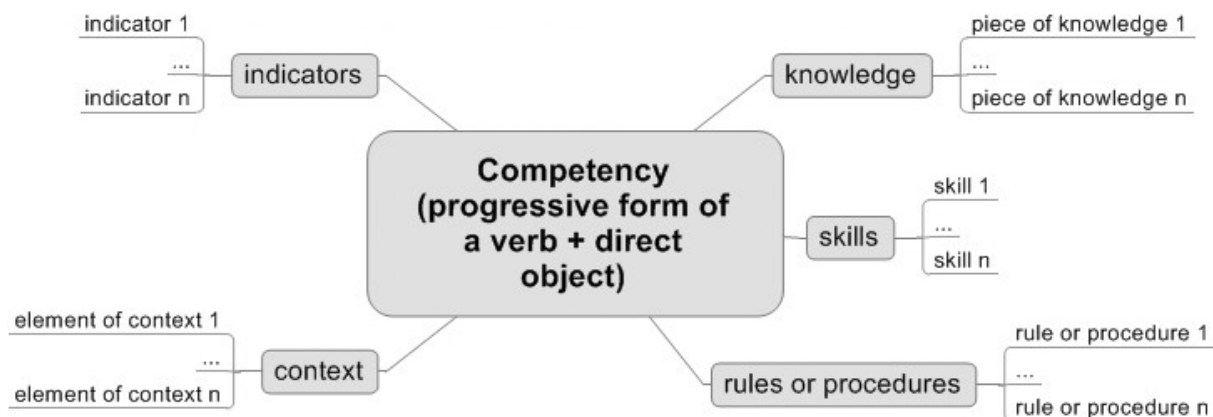 indicator 1
...
indicator n
indicators
piece of knowledge 1
...
piece of knowledge n
knowledge
Competency
(progressive form of
a verb + direct
object)
skill 1
...
skill n
skills
element of context 1
...
element of context n
context
rule or procedure 1
...
rule or procedure n
rules or procedures